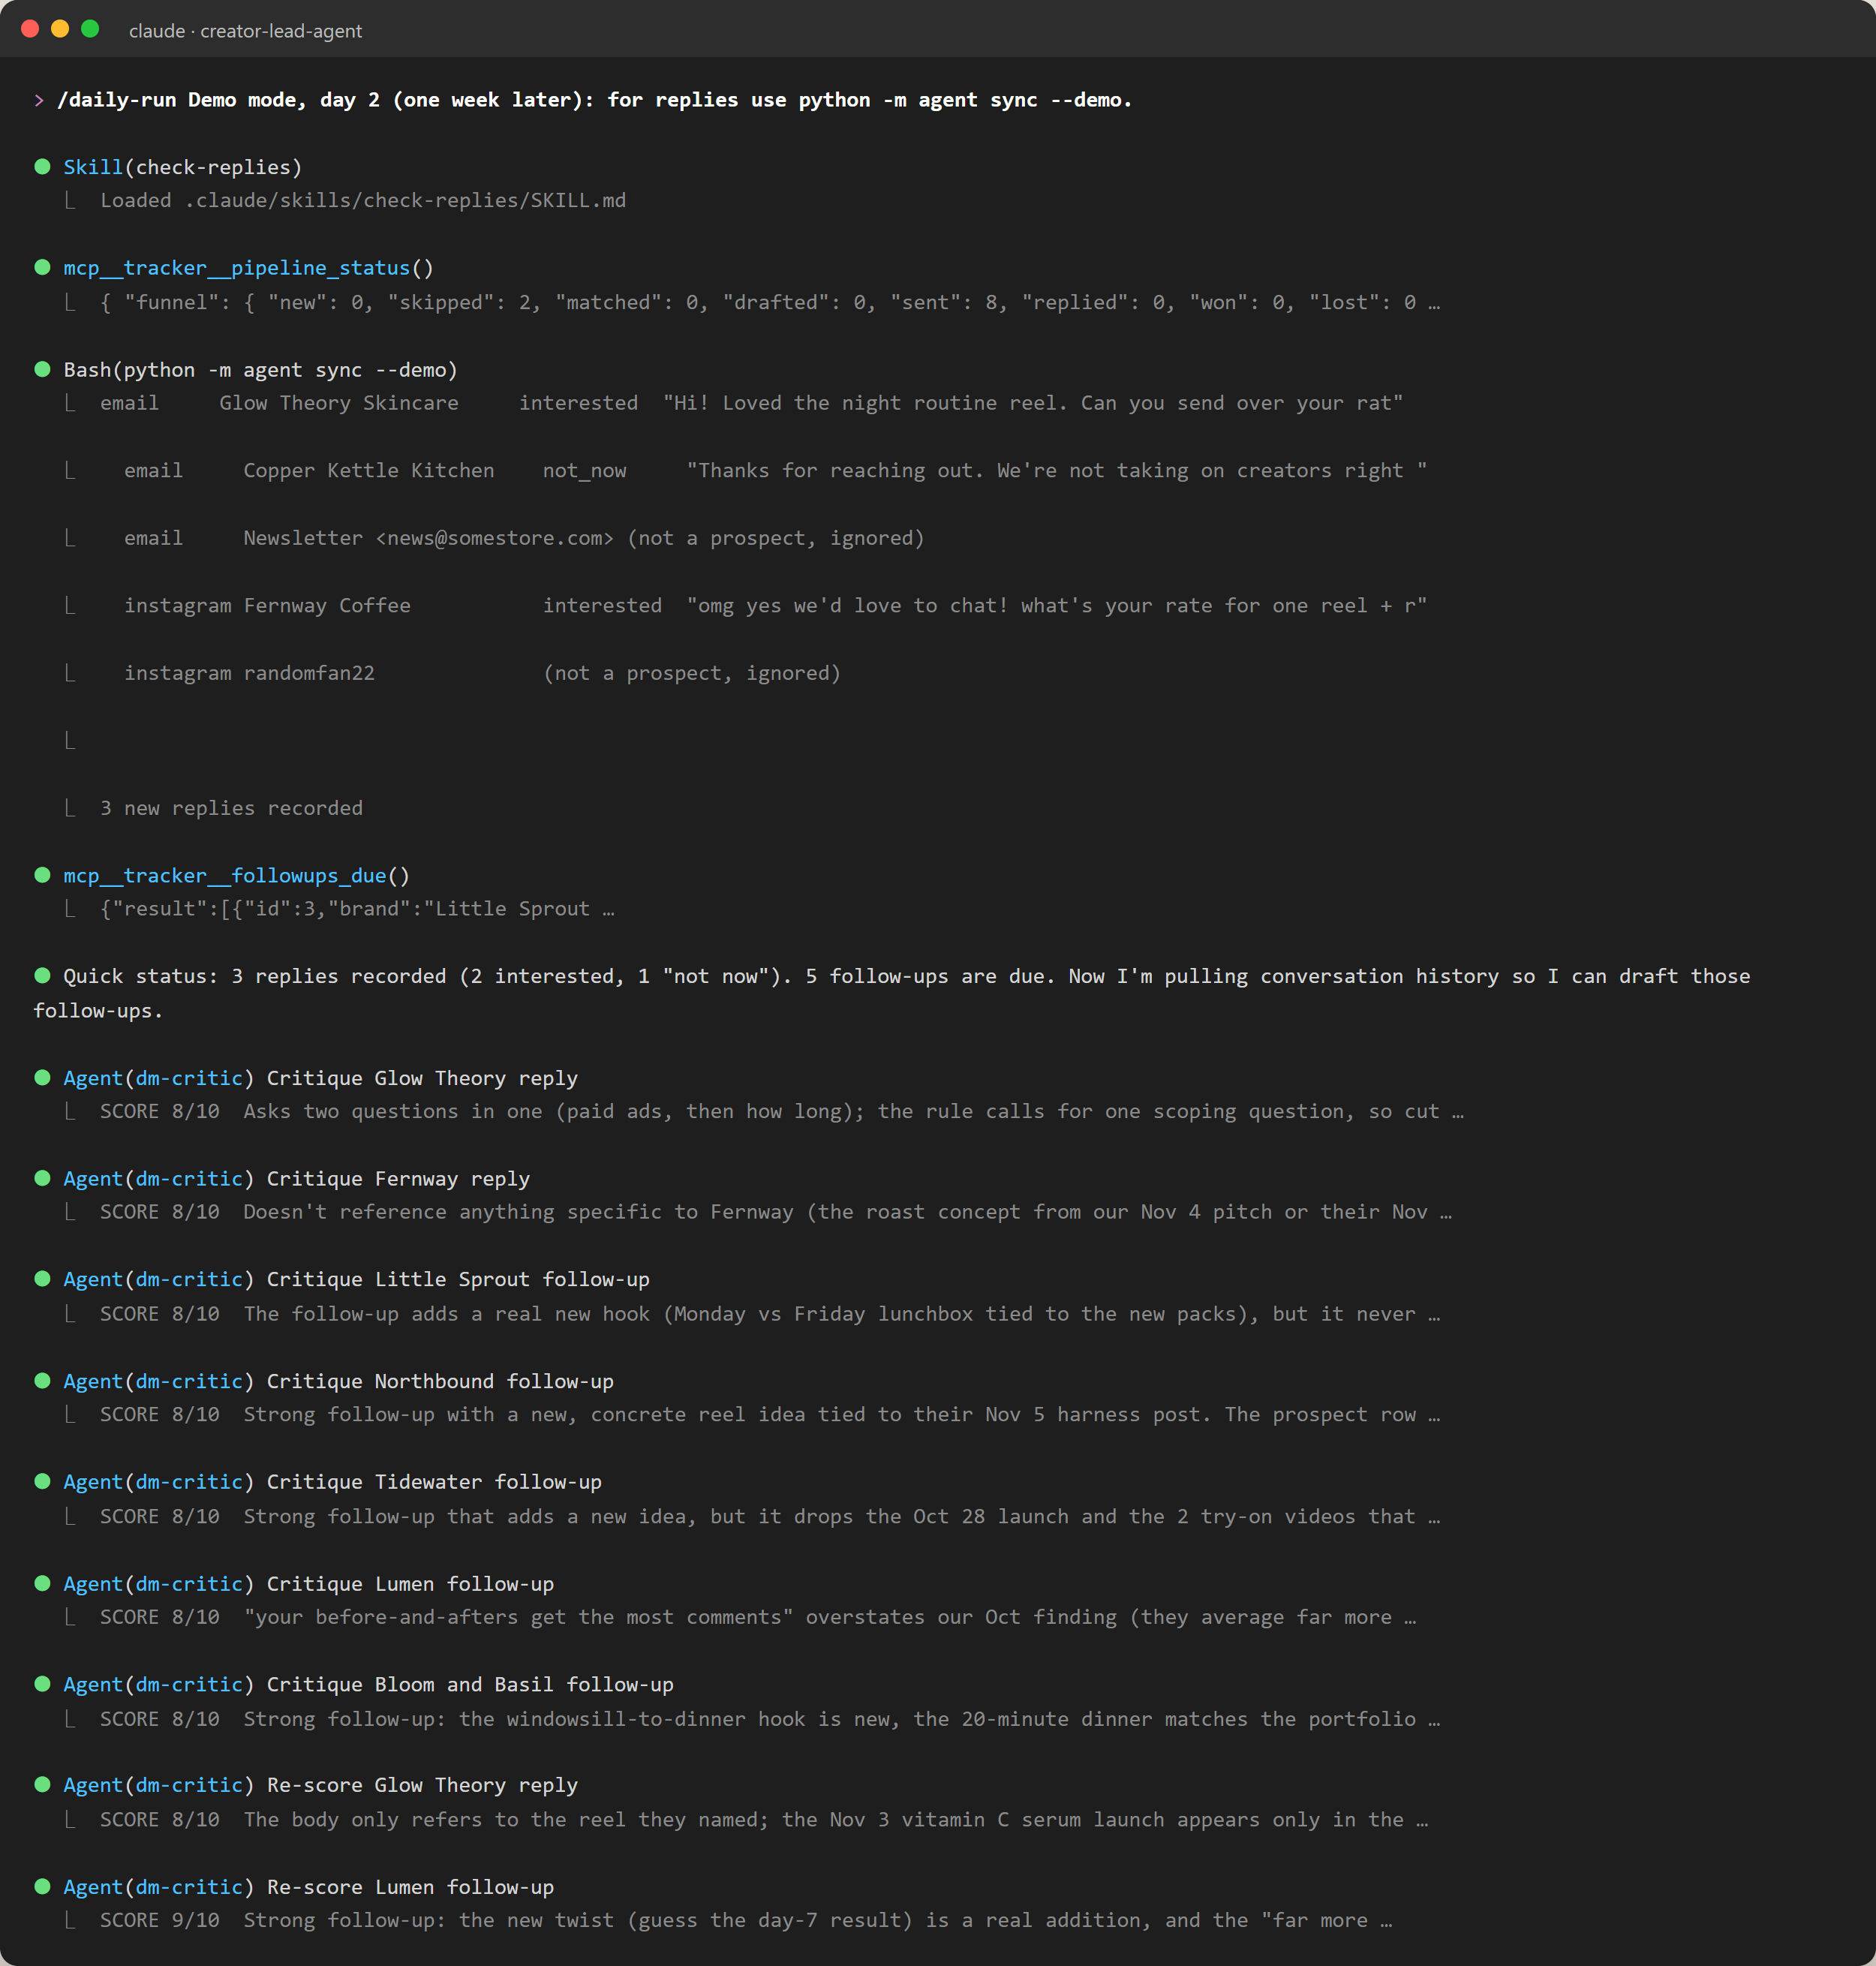 claude · creator-lead-agent
> /daily-run Demo mode, day 2 (one week later): for replies use python -m agent sync --demo.
● Skill(check-replies)
⎿  Loaded .claude/skills/check-replies/SKILL.md
● mcp__tracker__pipeline_status()
⎿  { "funnel": { "new": 0, "skipped": 2, "matched": 0, "drafted": 0, "sent": 8, "replied": 0, "won": 0, "lost": 0 …
● Bash(python -m agent sync --demo)
⎿  email     Glow Theory Skincare     interested  "Hi! Loved the night routine reel. Can you send over your rat"
⎿    email     Copper Kettle Kitchen    not_now     "Thanks for reaching out. We're not taking on creators right "
⎿    email     Newsletter <news@somestore.com> (not a prospect, ignored)
⎿    instagram Fernway Coffee           interested  "omg yes we'd love to chat! what's your rate for one reel + r"
⎿    instagram randomfan22              (not a prospect, ignored)
⎿
⎿  3 new replies recorded
● mcp__tracker__followups_due()
⎿  {"result":[{"id":3,"brand":"Little Sprout …
● Quick status: 3 replies recorded (2 interested, 1 "not now"). 5 follow-ups are due. Now I'm pulling conversation history so I can draft those
follow-ups.
● Agent(dm-critic) Critique Glow Theory reply
⎿  SCORE 8/10  Asks two questions in one (paid ads, then how long); the rule calls for one scoping question, so cut …
● Agent(dm-critic) Critique Fernway reply
⎿  SCORE 8/10  Doesn't reference anything specific to Fernway (the roast concept from our Nov 4 pitch or their Nov …
● Agent(dm-critic) Critique Little Sprout follow-up
⎿  SCORE 8/10  The follow-up adds a real new hook (Monday vs Friday lunchbox tied to the new packs), but it never …
● Agent(dm-critic) Critique Northbound follow-up
⎿  SCORE 8/10  Strong follow-up with a new, concrete reel idea tied to their Nov 5 harness post. The prospect row …
● Agent(dm-critic) Critique Tidewater follow-up
⎿  SCORE 8/10  Strong follow-up that adds a new idea, but it drops the Oct 28 launch and the 2 try-on videos that …
● Agent(dm-critic) Critique Lumen follow-up
⎿  SCORE 8/10  "your before-and-afters get the most comments" overstates our Oct finding (they average far more …
● Agent(dm-critic) Critique Bloom and Basil follow-up
⎿  SCORE 8/10  Strong follow-up: the windowsill-to-dinner hook is new, the 20-minute dinner matches the portfolio …
● Agent(dm-critic) Re-score Glow Theory reply
⎿  SCORE 8/10  The body only refers to the reel they named; the Nov 3 vitamin C serum launch appears only in the …
● Agent(dm-critic) Re-score Lumen follow-up
⎿  SCORE 9/10  Strong follow-up: the new twist (guess the day-7 result) is a real addition, and the "far more …